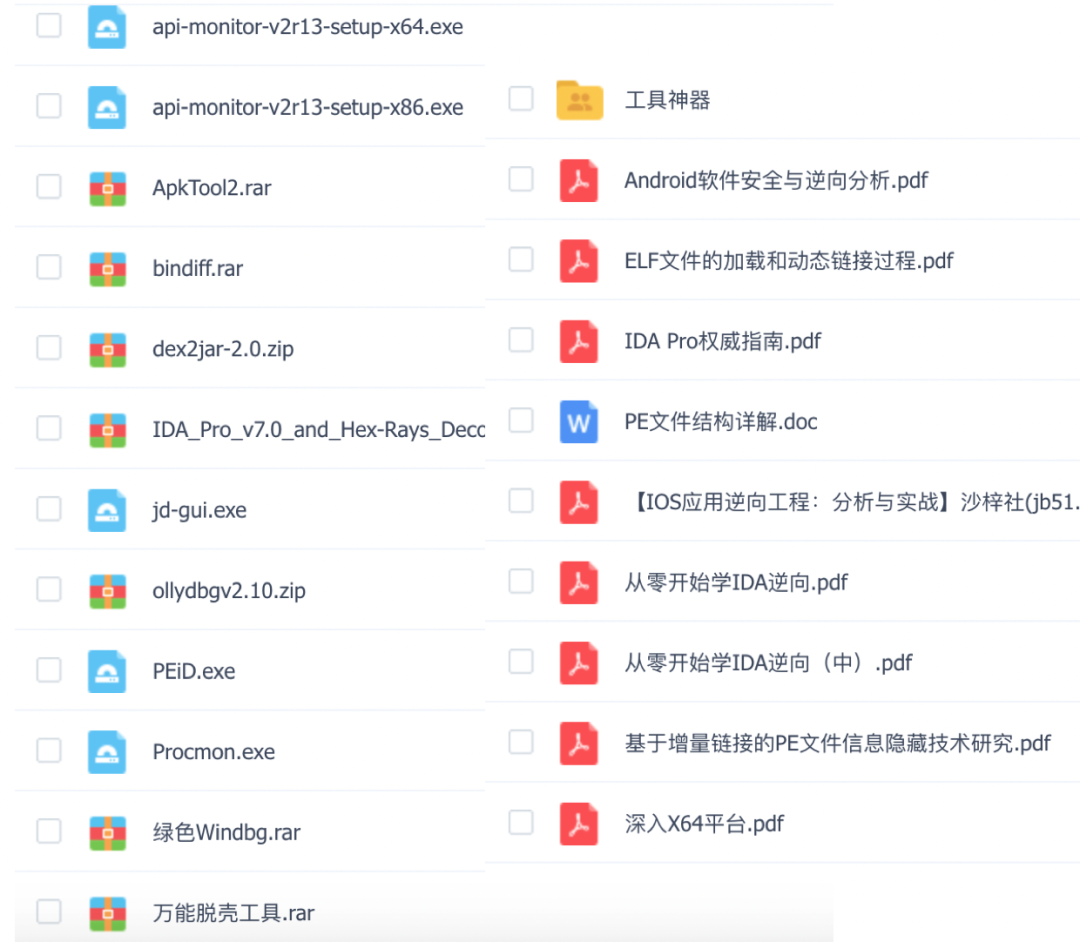 api-monitor-v2r13-setup-x64.exe
api-monitor-v2r13-setup-x86.exe
ApkTool2.rar
bindiff.rar
dex2jar-2.0.zip
IDA_Pro_v7.0_and_Hex-Rays_Deco
jd-gui.exe
ollydbgv2.10.zip
PEiD.exe
Procmon.exe
绿色Windbg.rar
万能脱壳工具.rar
工具神器
Android软件安全与逆向分析.pdf
ELF文件的加载和动态链接过程.pdf
IDA Pro权威指南.pdf
W
PE文件结构详解.doc
【IOS应用逆向工程：分析与实战】沙梓社(jb51.
从零开始学IDA逆向.pdf
从零开始学IDA逆向（中）.pdf
基于增量链接的PE文件信息隐藏技术研究.pdf
深入X64平台.pdf